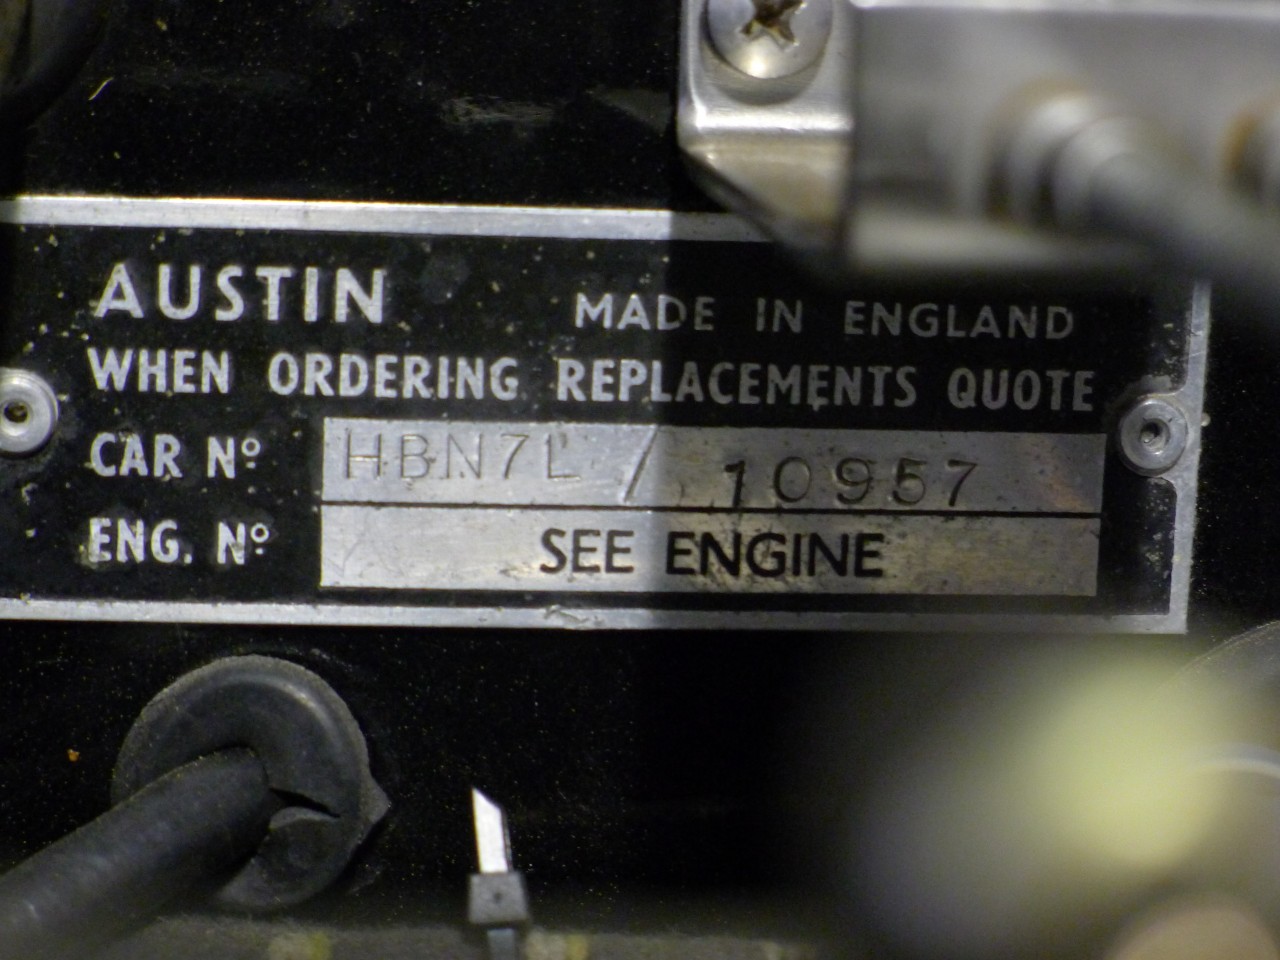 AUSTIN MADE IN ENGLAND
WHEN ORDERING REPLACEMENTS QUOTE
CAR Nº HBN7L / 10957
ENG. Nº SEE ENGINE